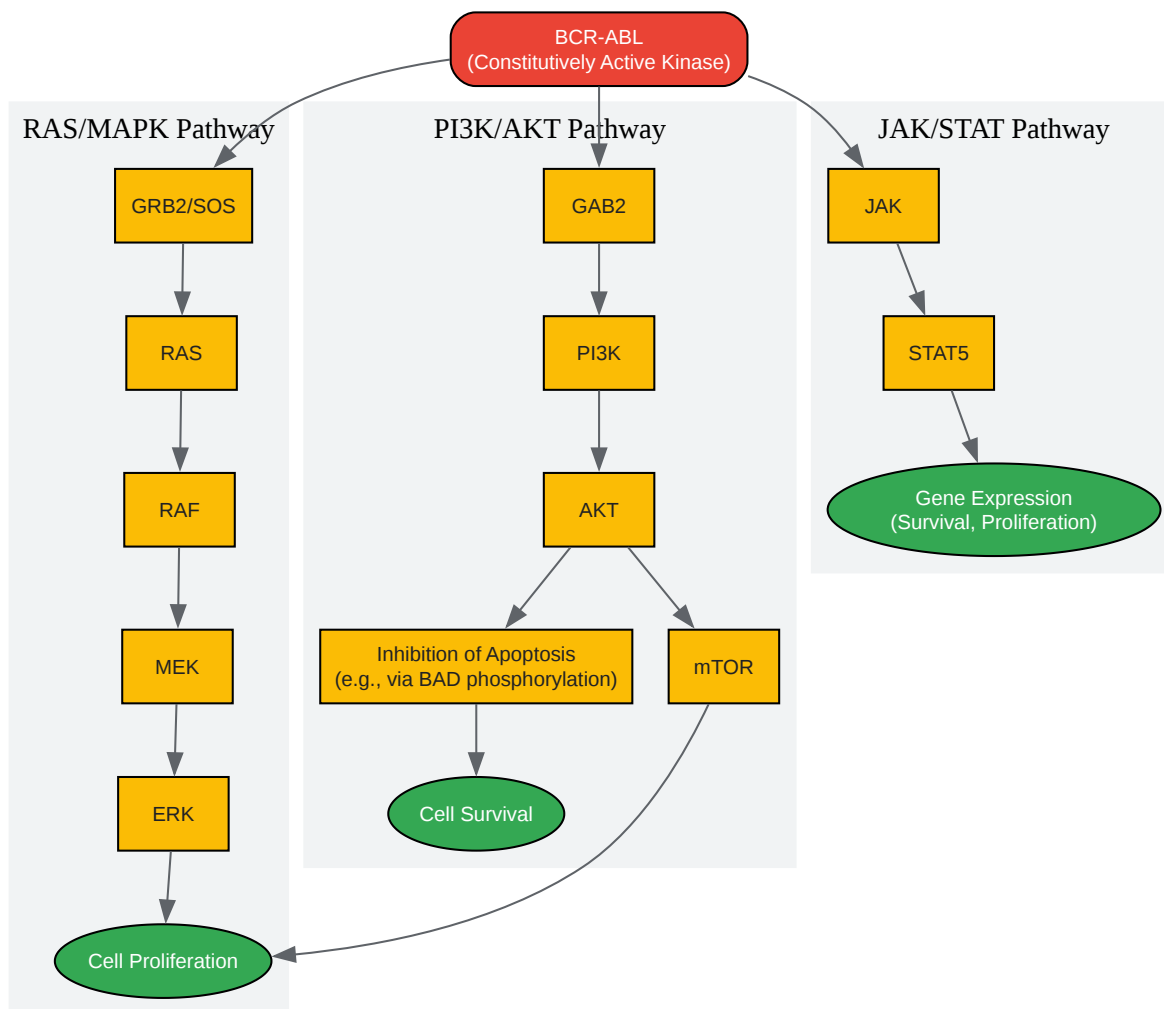 BCR-ABL
(Constitutively Active Kinase)
RAS/MAPK Pathway
PI3K/AKT Pathway
JAK/STAT Pathway
GRB2/SOS
GAB2
JAK
RAS
PI3K
STAT5
RAF
AKT
Gene Expression
(Survival, Proliferation)
MEK
Inhibition of Apoptosis
(e.g., via BAD phosphorylation)
mTOR
ERK
Cell Survival
Cell Proliferation